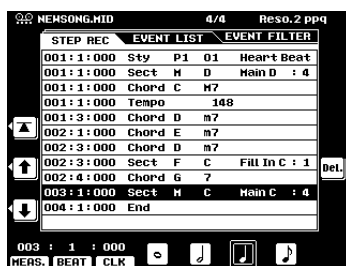 NEWSONG.MID 4/4 Reso.2 ppq
STEP REC EVENT LIST EVENT FILTER
001:1:000 Sty P1 01 Heart Beat
001:1:000 Sect M D Main D : 4
001:1:000 Chord C M7
001:1:000 Tempo 148
001:3:000 Chord D m7
002:1:000 Chord E m7
002:3:000 Chord D m7
002:3:000 Sect F C Fill In C : 1
002:4:000 Chord G 7
003:1:000 Sect M C Main C : 4
004:1:000 End
Del.
003 : 1 : 000
MEAS. BEAT CLK